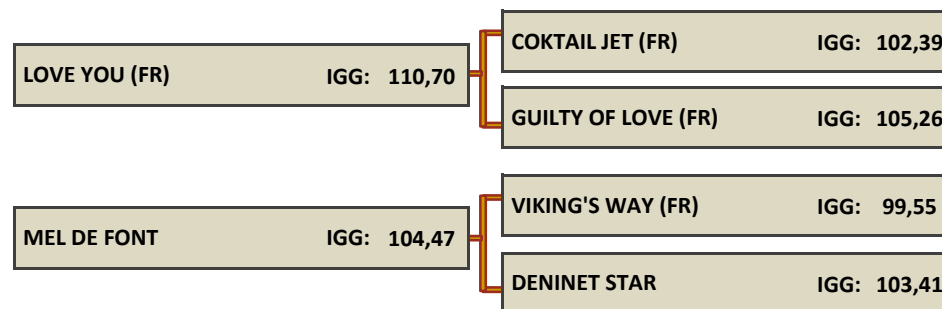 COKTAIL JET (FR) IGG: 102,39
LOVE YOU (FR) IGG: 110,70
GUILTY OF LOVE (FR) IGG: 105,26
VIKING'S WAY (FR) IGG: 99,55
MEL DE FONT IGG: 104,47
DENINET STAR IGG: 103,41